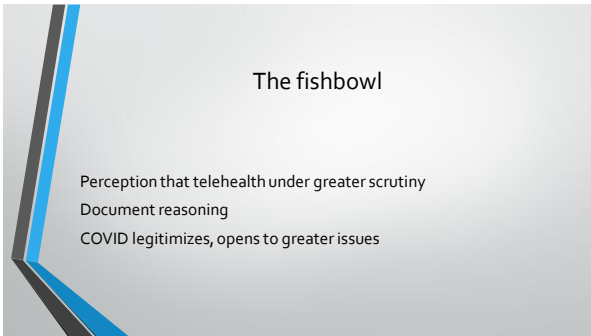 The fishbowl
Perception that telehealth under greater scrutiny
Document reasoning
COVID legitimizes, opens to greater issues